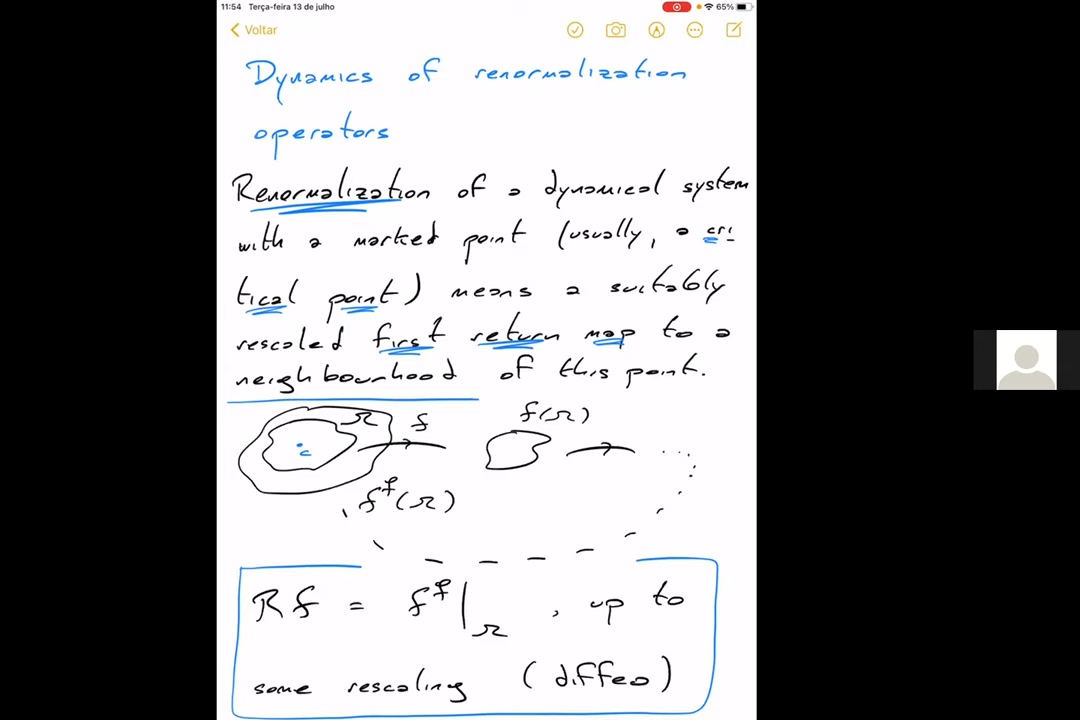 11:54 Terça-feira 13 de julho 65%
Voltar
Dynamics of renormalization
operators
Renormalization of a dynamical system
with a marked point (usually, a cri
tical point) means a suitably
rescaled first return map to a
neighbourhood of this point.
Ω f f(Ω)
c
f^p(Ω)
Rf = f^p|_Ω , up to
some rescaling (diffeo)